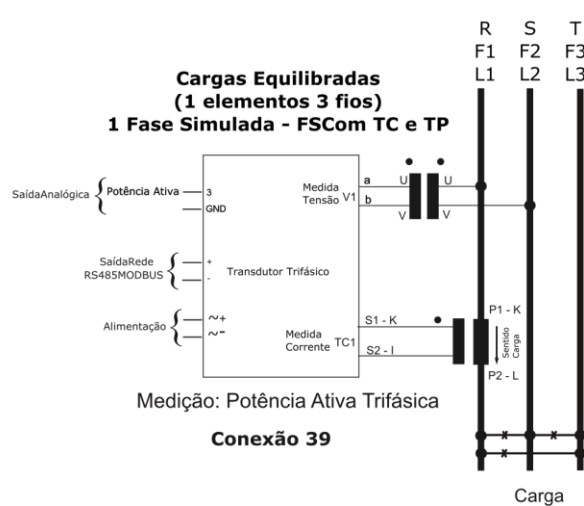 R S T
F1 F2 F3
L1 L2 L3
Cargas Equilibradas
(1 elementos 3 fios)
1 Fase Simulada - FSCom TC e TP
SaídaAnalógica
Potência Ativa
3
GND
Medida
Tensão
V1
a
b
U
U
V
V
SaídaRede
RS485MODBUS
+
-
Transdutor Trifásico
Alimentação
~+
~-
Medida
Corrente
TC1
S1 - K
S2 - I
P1 - K
Sentido
Carga
P2 - L
Medição: Potência Ativa Trifásica
Conexão 39
x x
x
Carga